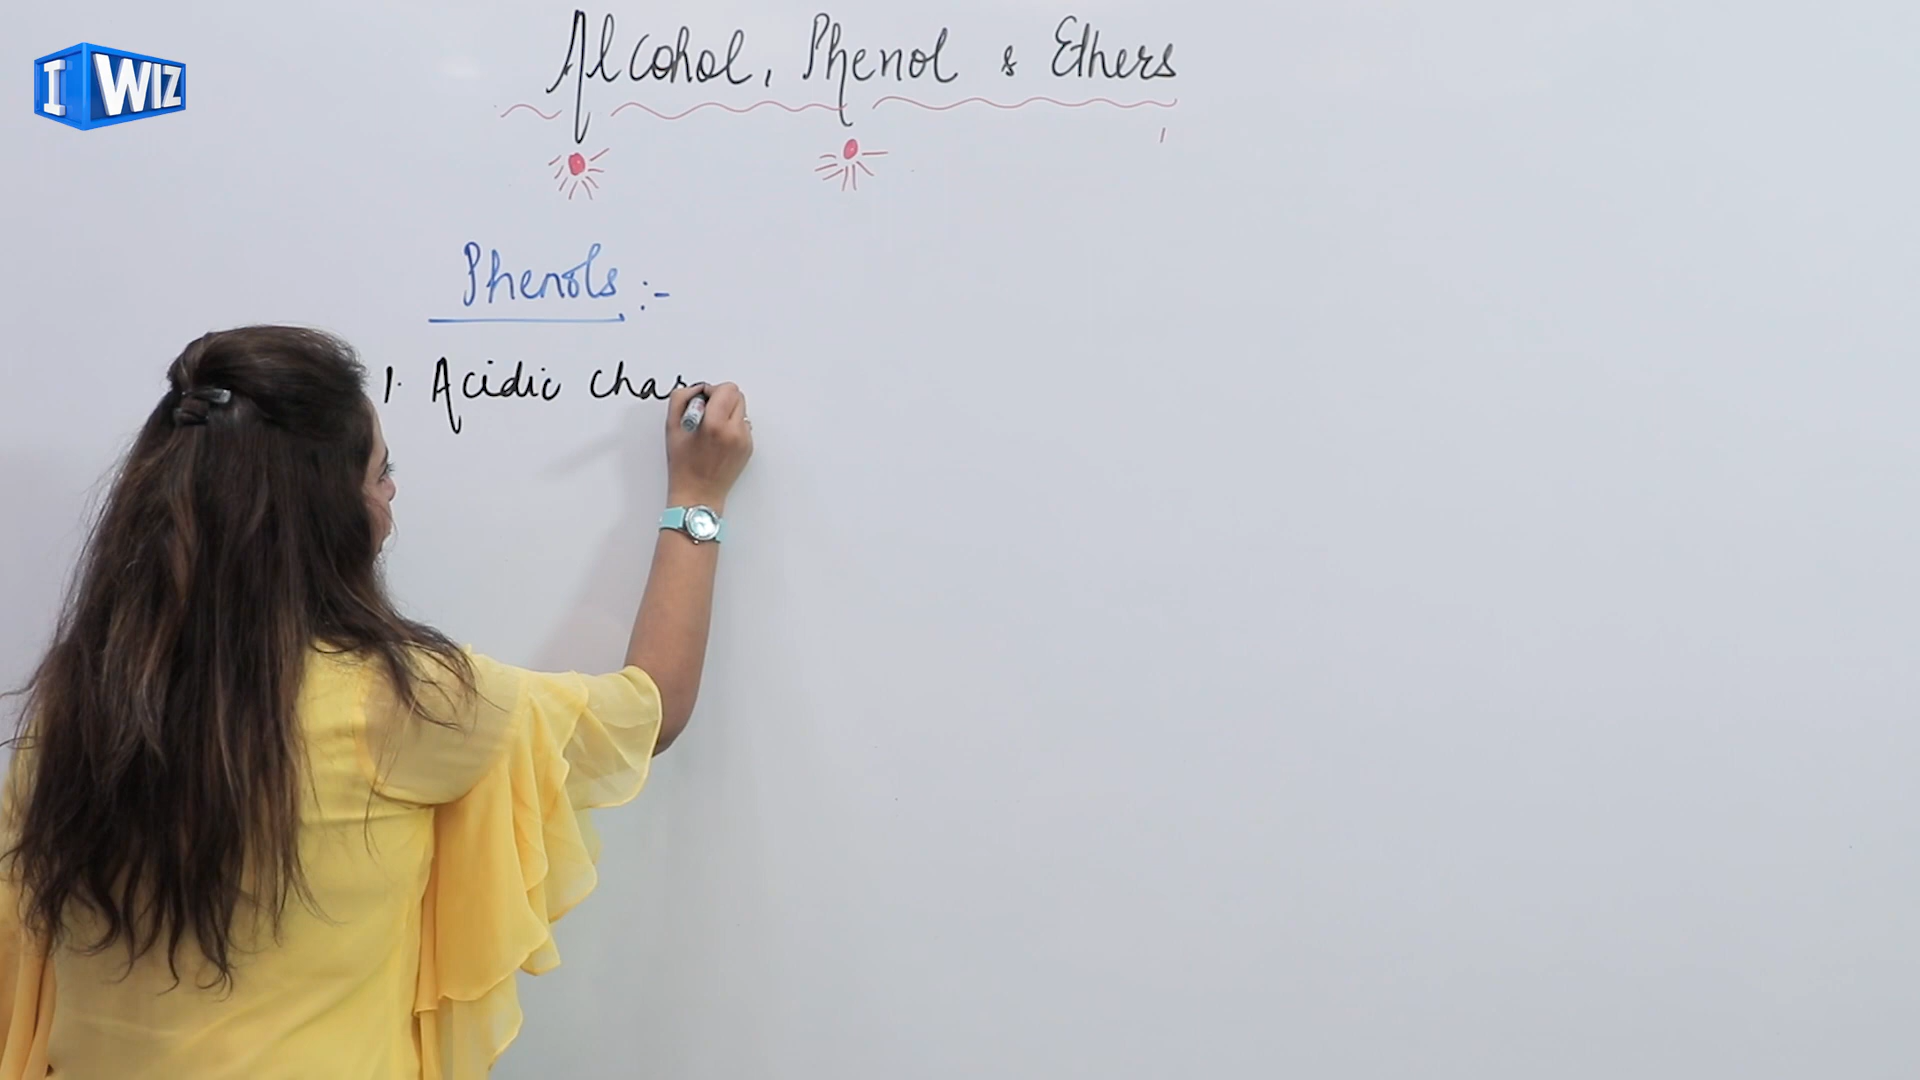 I WIZ
Alcohol, Phenol & Ethers
Phenols :-
1. Acidic char